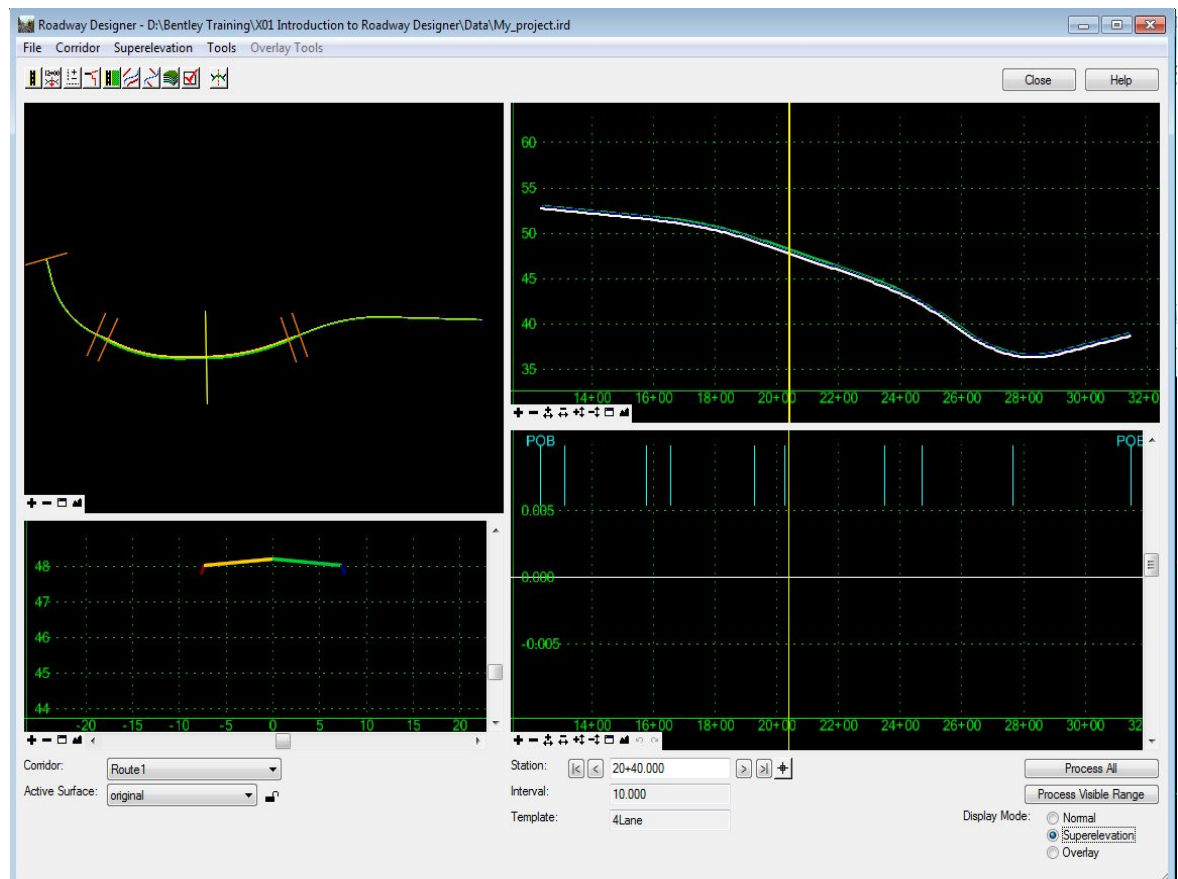 Roadway Designer - D:\Bentley Training\X01 Introduction to Roadway Designer\Data\My_project.ird
File Corridor Superelevation Tools Overlay Tools
Close Help
60
55
50
45
40
35
14+00 16+00 18+00 20+00 22+00 24+00 26+00 28+00 30+00 32+0
POB
0.005
0.000
-0.005
14+00 16+00 18+00 20+00 22+00 24+00 26+00 28+00 30+00 32
48
47
46
45
44
-20 -15 -10 -5 0 5 10 15 20
Corridor: Route1
Active Surface: original
Station: 20+40.000
Interval: 10.000
Template: 4Lane
Process All
Process Visible Range
Display Mode: Normal
Superelevation
Overlay